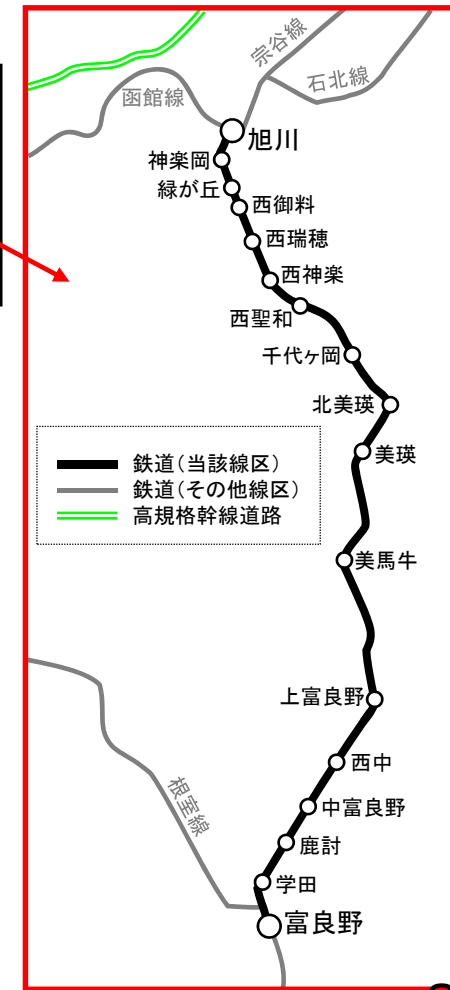 宗谷線
石北線
函館線
旭川
神楽岡
緑が丘
西御料
西瑞穂
西神楽
西聖和
千代ヶ岡
北美瑛
美瑛
鉄道(当該線区)
鉄道(その他線区)
高規格幹線道路
美馬牛
上富良野
西中
根室線
中富良野
鹿討
学田
富良野